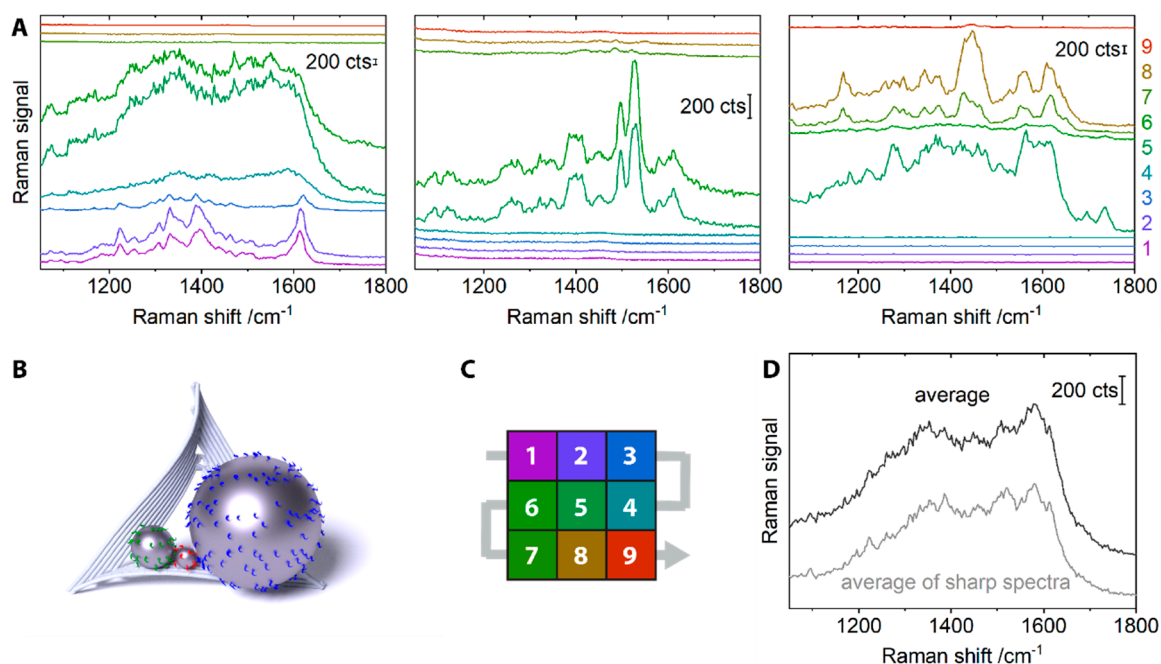 A
200 cts
200 cts
200 cts
9
8
7
6
5
4
3
2
1
Raman signal
1200 1400 1600 1800
1200 1400 1600 1800
1200 1400 1600 1800
Raman shift /cm-1
Raman shift /cm-1
Raman shift /cm-1
B
C
1 2 3
6 5 4
7 8 9
D
200 cts
average
average of sharp spectra
Raman signal
1200 1400 1600 1800
Raman shift /cm-1